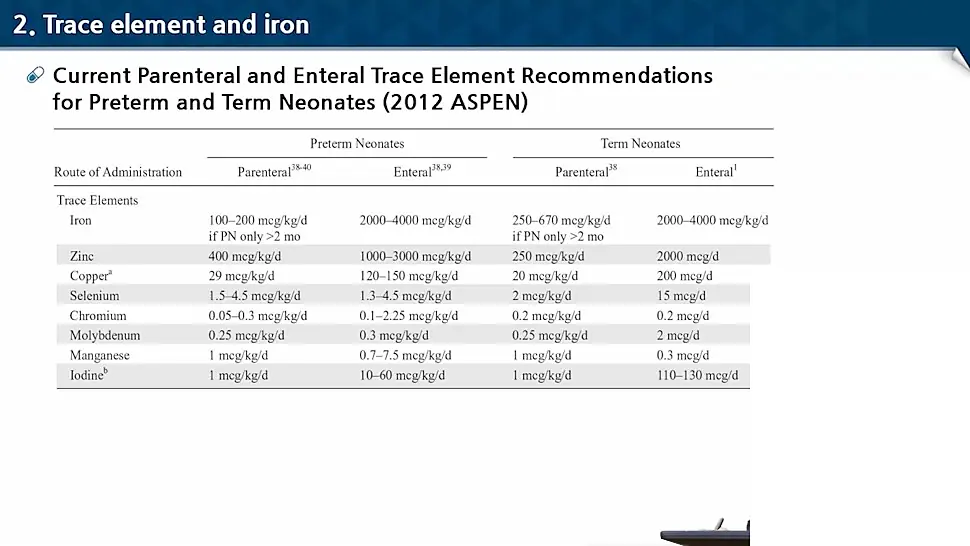 2. Trace element and iron
Current Parenteral and Enteral Trace Element Recommendations
for Preterm and Term Neonates (2012 ASPEN)
Preterm Neonates Term Neonates
Route of Administration Parenteral38-40 Enteral38,39 Parenteral38 Enteral1
Trace Elements
Iron 100–200 mcg/kg/d 2000–4000 mcg/kg/d 250–670 mcg/kg/d 2000–4000 mcg/kg/d
if PN only >2 mo if PN only >2 mo
Zinc 400 mcg/kg/d 1000–3000 mcg/kg/d 250 mcg/kg/d 2000 mcg/d
Coppera 29 mcg/kg/d 120–150 mcg/kg/d 20 mcg/kg/d 200 mcg/d
Selenium 1.5–4.5 mcg/kg/d 1.3–4.5 mcg/kg/d 2 mcg/kg/d 15 mcg/d
Chromium 0.05–0.3 mcg/kg/d 0.1–2.25 mcg/kg/d 0.2 mcg/kg/d 0.2 mcg/d
Molybdenum 0.25 mcg/kg/d 0.3 mcg/kg/d 0.25 mcg/kg/d 2 mcg/d
Manganese 1 mcg/kg/d 0.7–7.5 mcg/kg/d 1 mcg/kg/d 0.3 mcg/d
Iodineb 1 mcg/kg/d 10–60 mcg/kg/d 1 mcg/kg/d 110–130 mcg/d